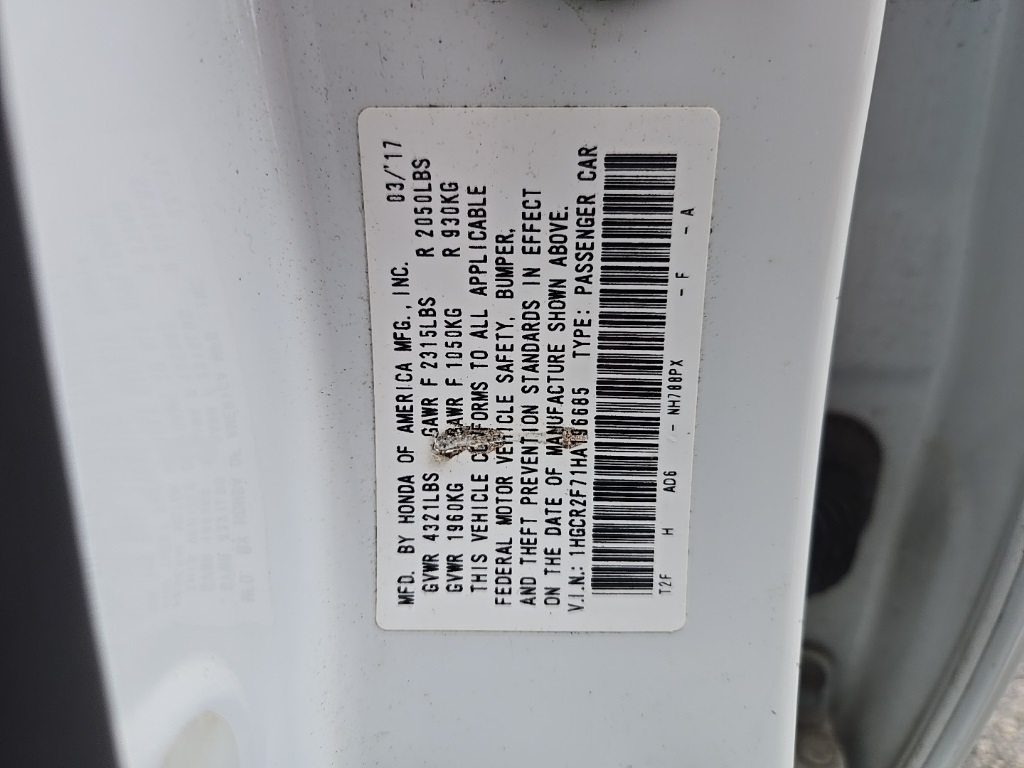 MFD. BY HONDA OF AMERICA MFG., INC. 03/'17
GVWR 4321LBS GAWR F 2315LBS R 2050LBS
GVWR 1960KG GAWR F 1050KG R 930KG
THIS VEHICLE CONFORMS TO ALL APPLICABLE
FEDERAL MOTOR VEHICLE SAFETY, BUMPER,
AND THEFT PREVENTION STANDARDS IN EFFECT
ON THE DATE OF MANUFACTURE SHOWN ABOVE.
V.I.N.: 1HGCR2F71HA196685 TYPE: PASSENGER CAR
T2F H AD6 - NH788PX - F - A